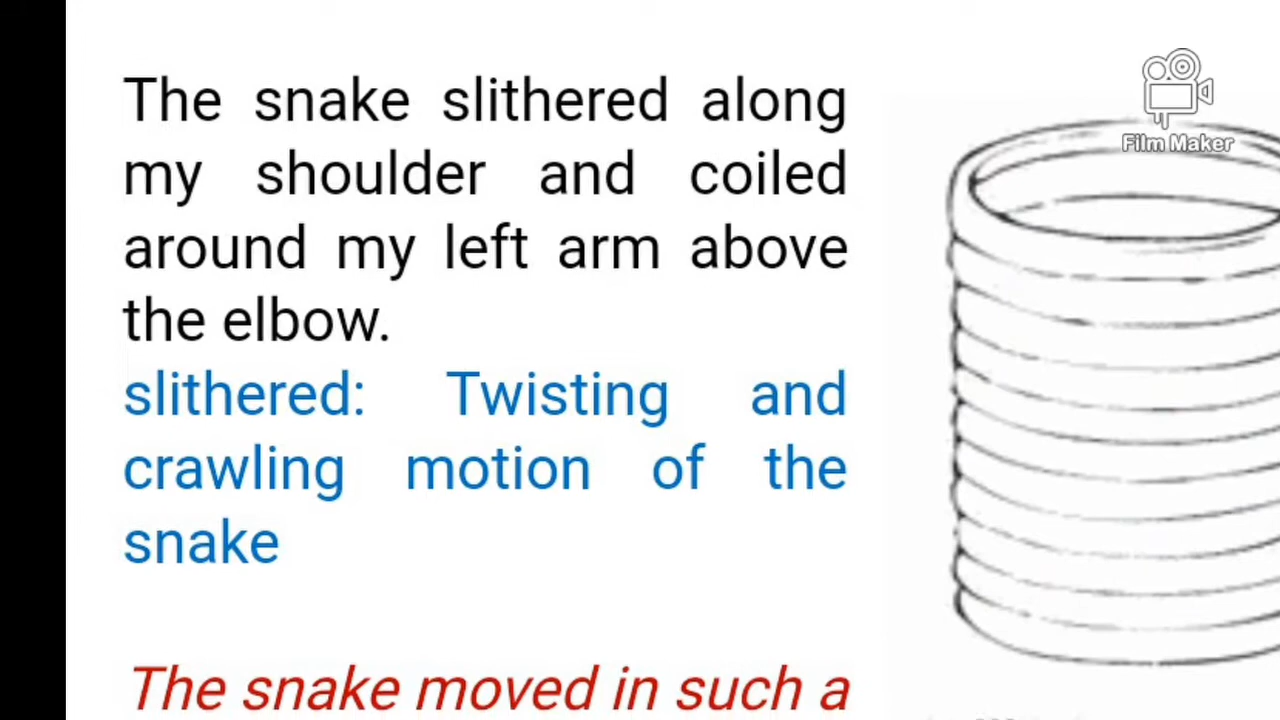 The snake slithered along
my shoulder and coiled
around my left arm above
the elbow.
slithered: Twisting and
crawling motion of the
snake
The snake moved in such a
Film Maker